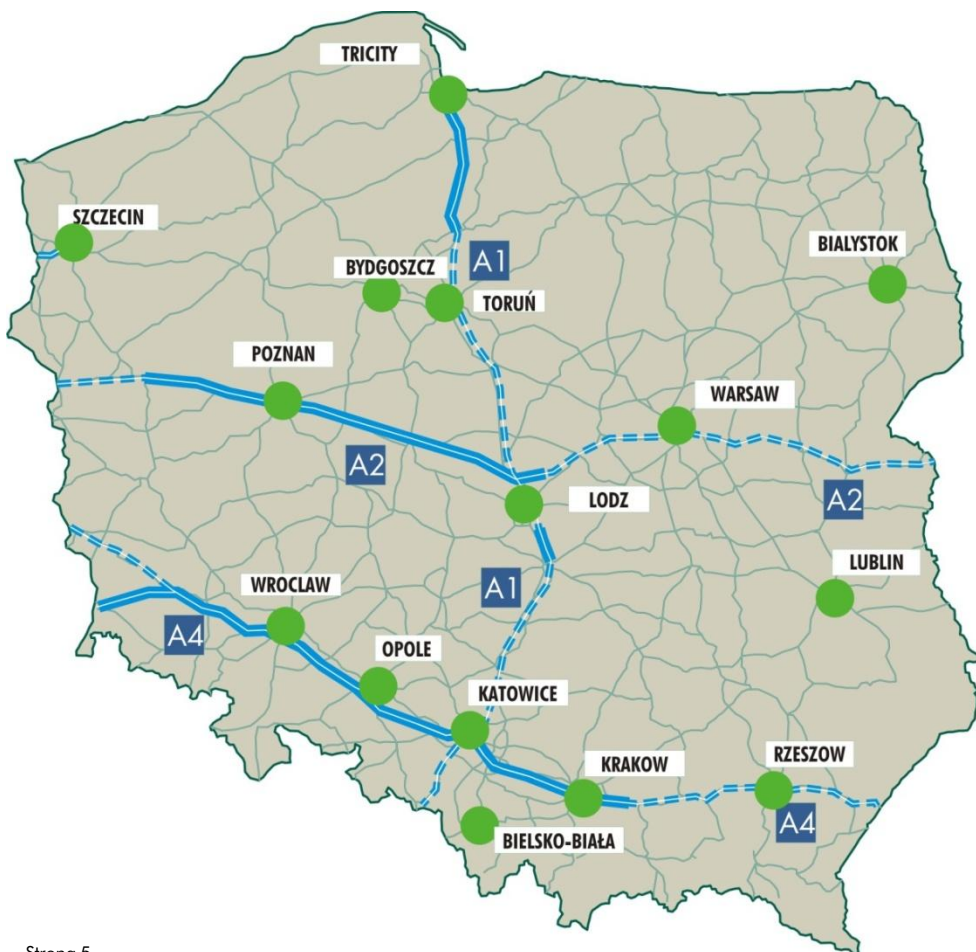 TRICITY
SZCZECIN
BIALYSTOK
BYDGOSZCZ
A1
TORUŃ
POZNAN
WARSAW
A2
LODZ
A2
LUBLIN
WROCLAW
A1
A4
OPOLE
KATOWICE
RZESZOW
KRAKOW
A4
BIELSKO-BIAŁA